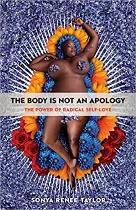 THE BODY IS NOT AN APOLOGY
THE POWER OF RADICAL SELF-LOVE
SONYA RENEE TAYLOR